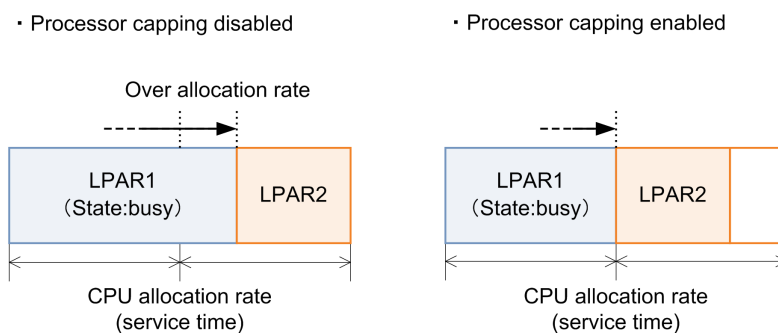 ・ Processor capping disabled
Over allocation rate
LPAR1
（State:busy）
LPAR2
CPU allocation rate
(service time)
・ Processor capping enabled
LPAR1
（State:busy）
LPAR2
CPU allocation rate
(service time)